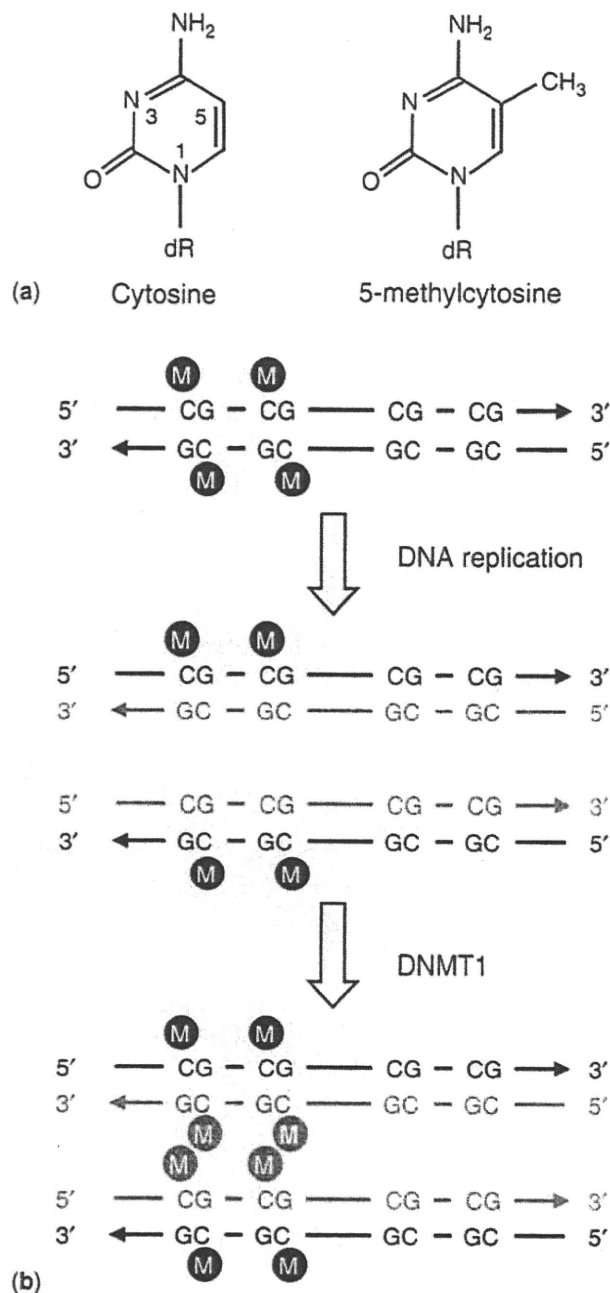 NH₂ NH₂
CH₃
N 3 5 N
1
O N O N
dR dR
(a) Cytosine 5-methylcytosine
M M
5′ CG CG CG CG 3′
3′ GC GC GC GC 5′
M M
DNA replication
M M
5′ CG CG CG CG 3′
3′ GC GC GC GC 5′
5′ CG CG CG CG 3′
3′ GC GC GC GC 5′
M M
DNMT1
M M
5′ CG CG CG CG 3′
3′ GC GC GC GC 5′
M M
M M
5′ CG CG CG CG 3′
3′ GC GC GC GC 5′
M M
(b)